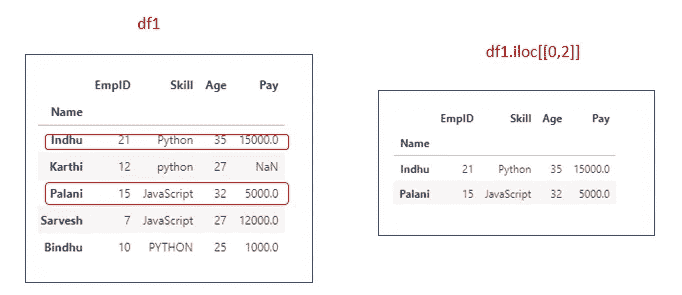 df1
EmpID Skill Age Pay
Name
Indhu 21 Python 35 15000.0
Karthi 12 python 27 NaN
Palani 15 JavaScript 32 5000.0
Sarvesh 7 JavaScript 27 12000.0
Bindhu 10 PYTHON 25 1000.0
df1.iloc[[0,2]]
EmpID Skill Age Pay
Name
Indhu 21 Python 35 15000.0
Palani 15 JavaScript 32 5000.0